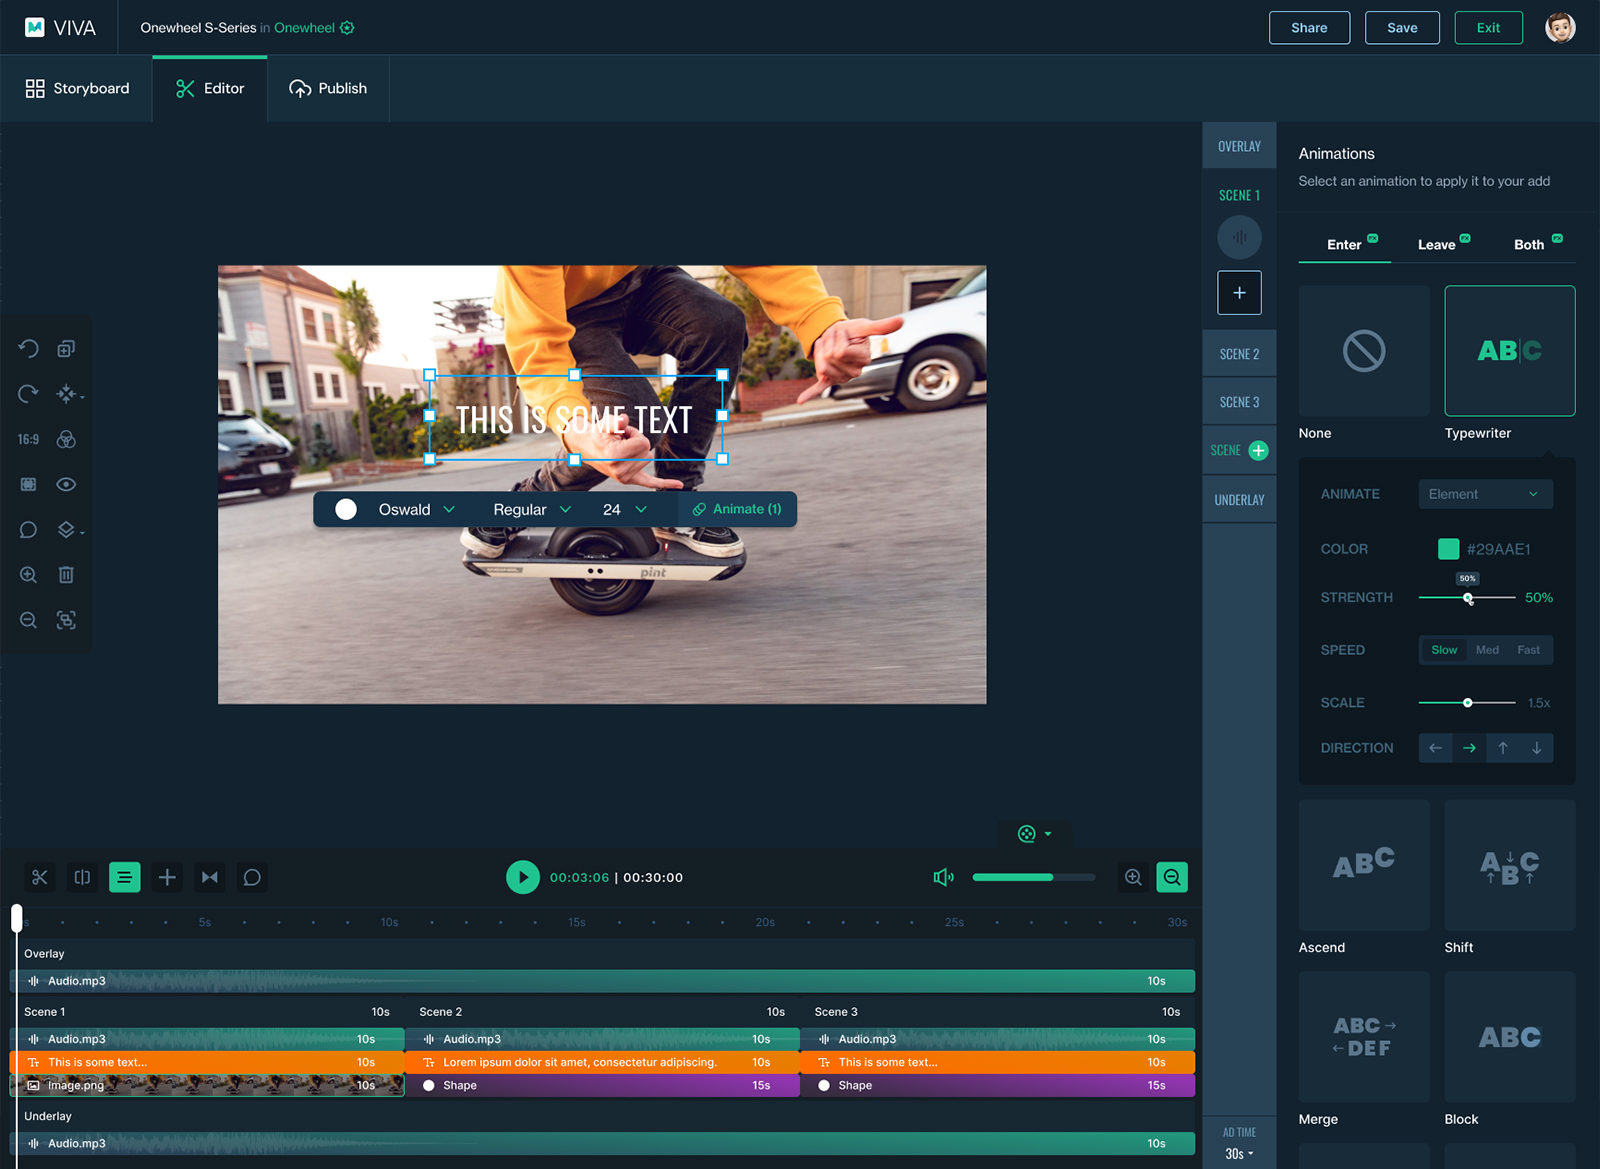 VIVA
Onewheel S-Series in Onewheel
Share
Save
Exit
Storyboard
Editor
Publish
OVERLAY
SCENE 1
SCENE 2
SCENE 3
SCENE
UNDERLAY
AD TIME
30s
Animations
Select an animation to apply it to your add
Enter FX
Leave FX
Both FX
ABC
None
Typewriter
ANIMATE Element
COLOR #29AAE1
50%
STRENGTH 50%
SPEED Slow Med Fast
SCALE 1.5x
DIRECTION
ABC
ABC
Ascend
Shift
ABC
DEF
ABC
Merge
Block
16:9
THIS IS SOME TEXT
Oswald Regular 24 Animate (1)
pint
00:03:06 | 00:30:00
s 5s 10s 15s 20s 25s 30s
Overlay
Audio.mp3 10s
Scene 1 10s Scene 2 10s Scene 3 10s
Audio.mp3 10s Audio.mp3 10s Audio.mp3 10s
This is some text... 10s Lorem ipsum dolor sit amet, consectetur adipiscing. 10s This is some text... 10s
Image.png 10s Shape 15s Shape 15s
Underlay
Audio.mp3 10s